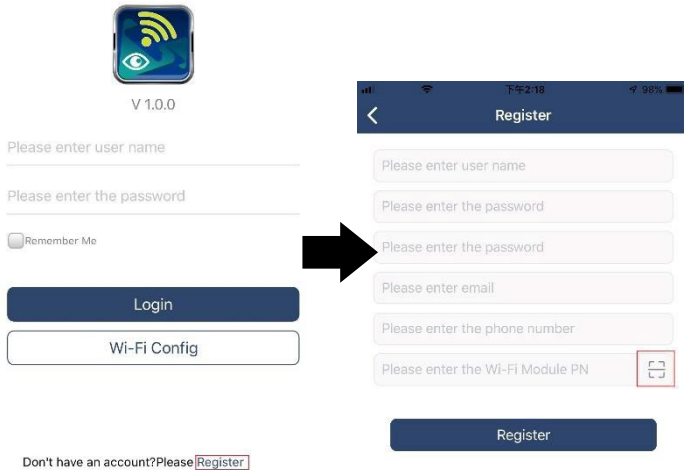 V 1.0.0
Please enter user name
Please enter the password
Remember Me
Login
Wi-Fi Config
Don't have an account?Please Register
下午2:18
98%
Register
Please enter user name
Please enter the password
Please enter the password
Please enter email
Please enter the phone number
Please enter the Wi-Fi Module PN
Register